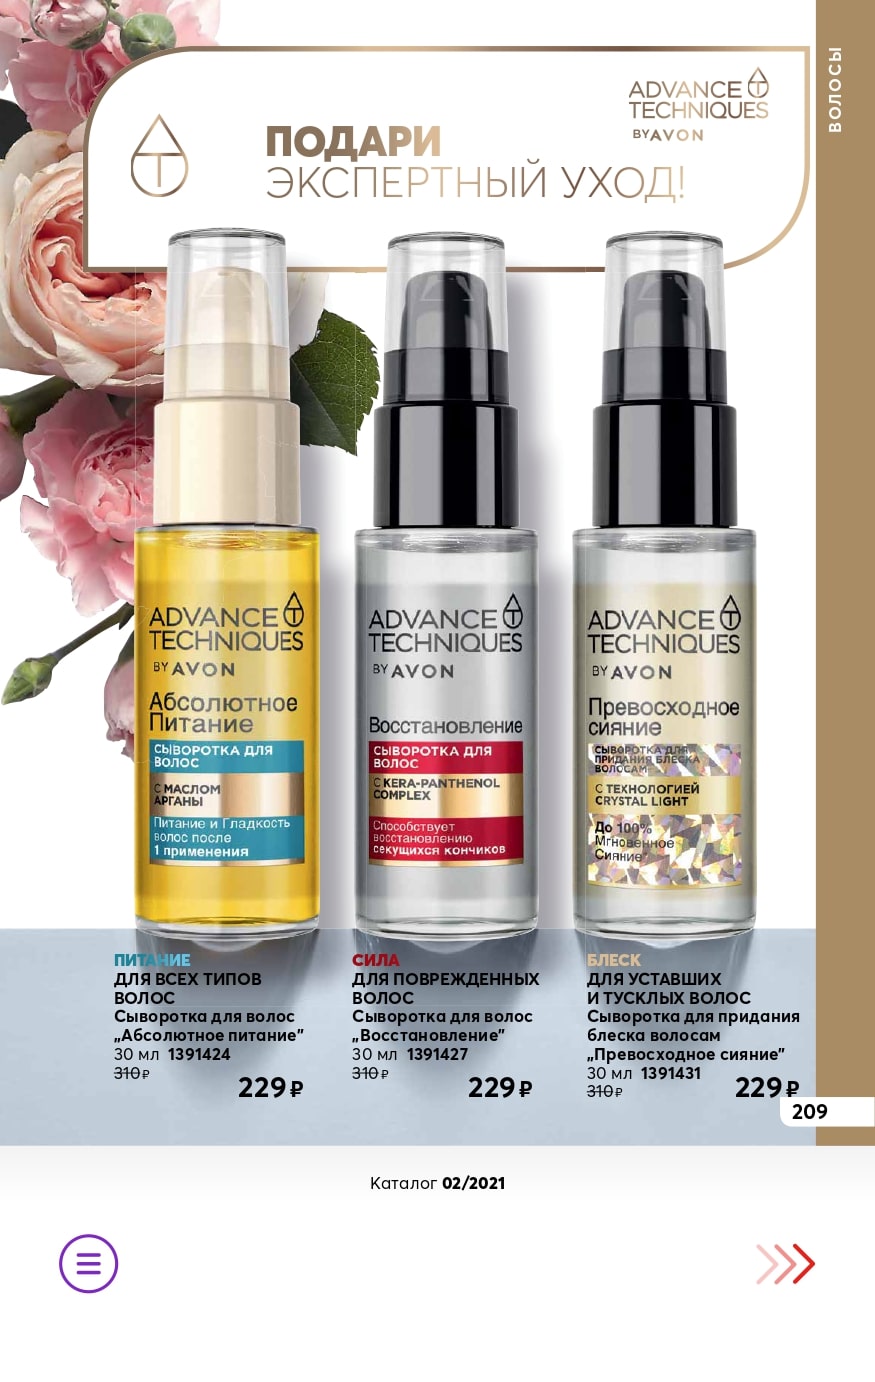 ВОЛОСЫ
ADVANCE
TECHNIQUES
BY AVON
ПОДАРИ
ЭКСПЕРТНЫЙ УХОД!
ADVANCE
TECHNIQUES
BY AVON
Абсолютное
Питание
СЫВОРОТКА ДЛЯ
ВОЛОС
С МАСЛОМ
АРГАНЫ
Питание и Гладкость
волос после
1 применения
ADVANCE
TECHNIQUES
BY AVON
Восстановление
СЫВОРОТКА ДЛЯ
ВОЛОС
С KERA-PANTHENOL
COMPLEX
Способствует
восстановлению
секущихся кончиков
ADVANCE
TECHNIQUES
BY AVON
Превосходное
сияние
СЫВОРОТКА ДЛЯ
ПРИДАНИЯ БЛЕСКА
ВОЛОСАМ
С ТЕХНОЛОГИЕЙ
CRYSTAL LIGHT
До 100%
Мгновенное
Сияние
ПИТАНИЕ
ДЛЯ ВСЕХ ТИПОВ
ВОЛОС
Сыворотка для волос
„Абсолютное питание”
30 мл 1391424
310 ₽
229 ₽
СИЛА
ДЛЯ ПОВРЕЖДЕННЫХ
ВОЛОС
Сыворотка для волос
„Восстановление”
30 мл 1391427
310 ₽
229 ₽
БЛЕСК
ДЛЯ УСТАВШИХ
И ТУСКЛЫХ ВОЛОС
Сыворотка для придания
блеска волосам
„Превосходное сияние”
30 мл 1391431
310 ₽
229 ₽
209
Каталог 02/2021